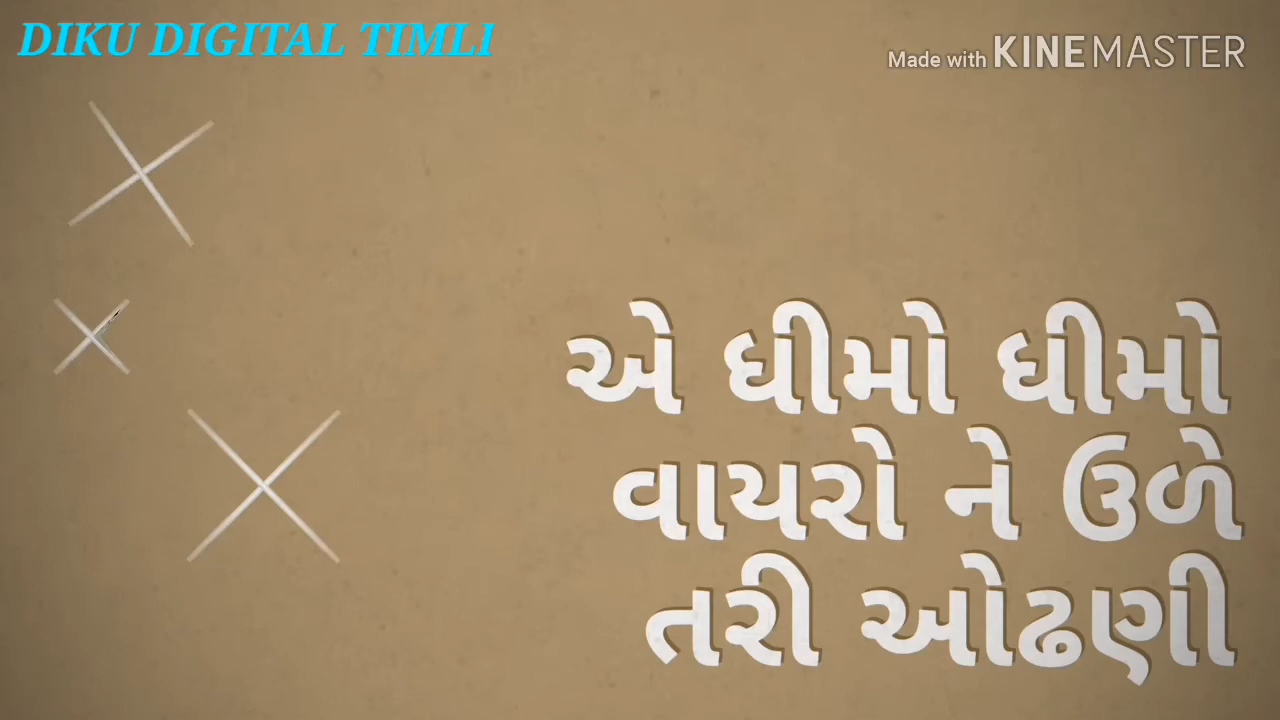 DIKU DIGITAL TIMLI
Made with KINEMASTER
એ ધીમો ધીમો
વાયરો ને ઉળે
તરી ઓઢણી